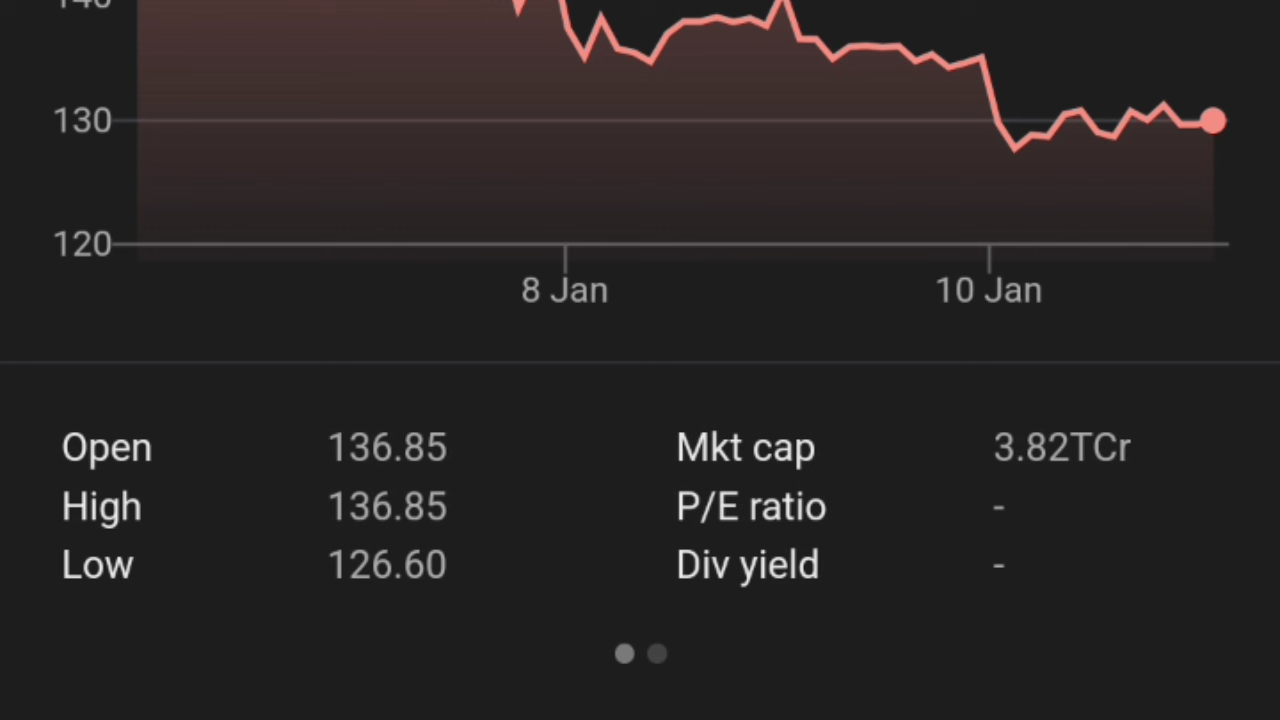 140
130
120
8 Jan 10 Jan
Open 136.85 Mkt cap 3.82TCr
High 136.85 P/E ratio -
Low 126.60 Div yield -